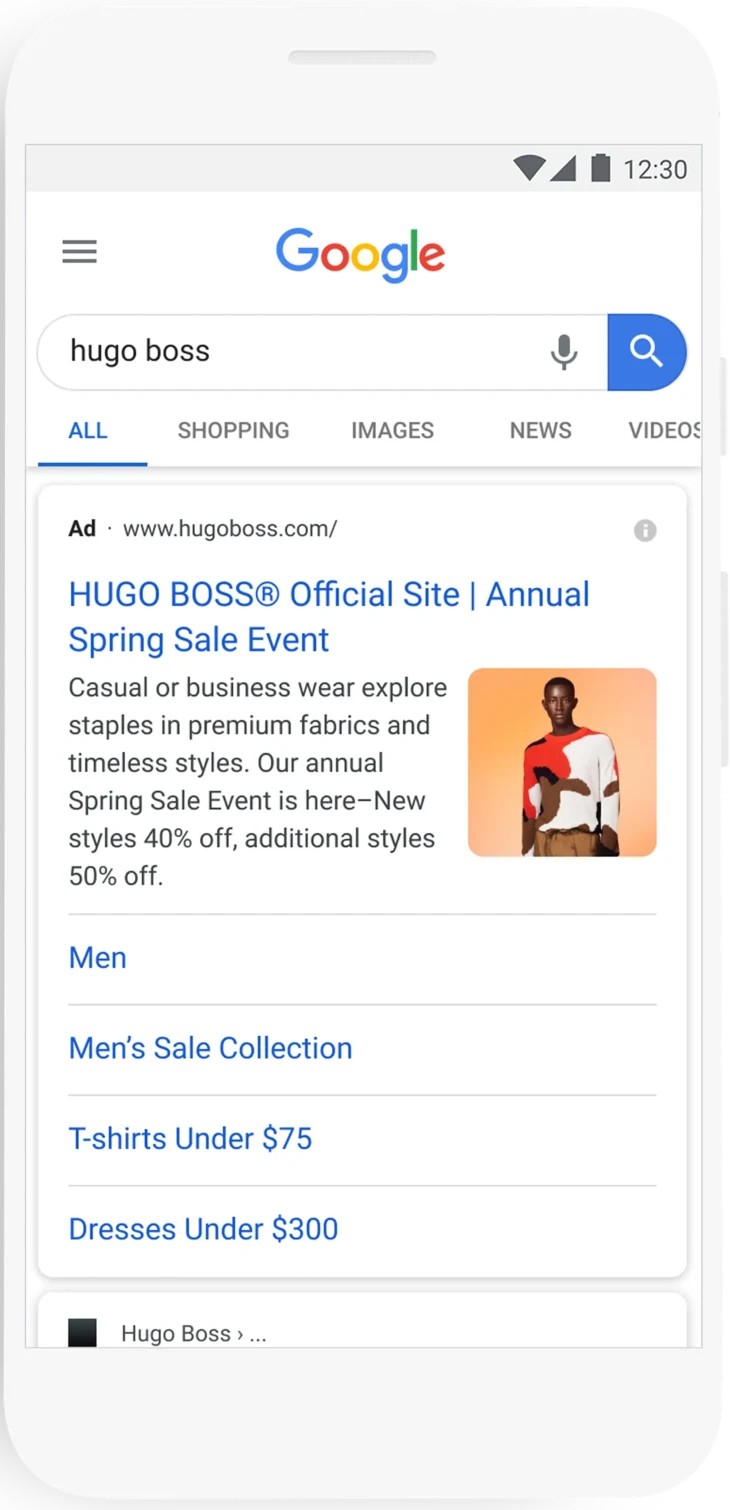 12:30
Google
hugo boss
ALL SHOPPING IMAGES NEWS VIDEOS
Ad · www.hugoboss.com/
HUGO BOSS® Official Site | Annual
Spring Sale Event
Casual or business wear explore
staples in premium fabrics and
timeless styles. Our annual
Spring Sale Event is here–New
styles 40% off, additional styles
50% off.
Men
Men’s Sale Collection
T-shirts Under $75
Dresses Under $300
Hugo Boss › ...